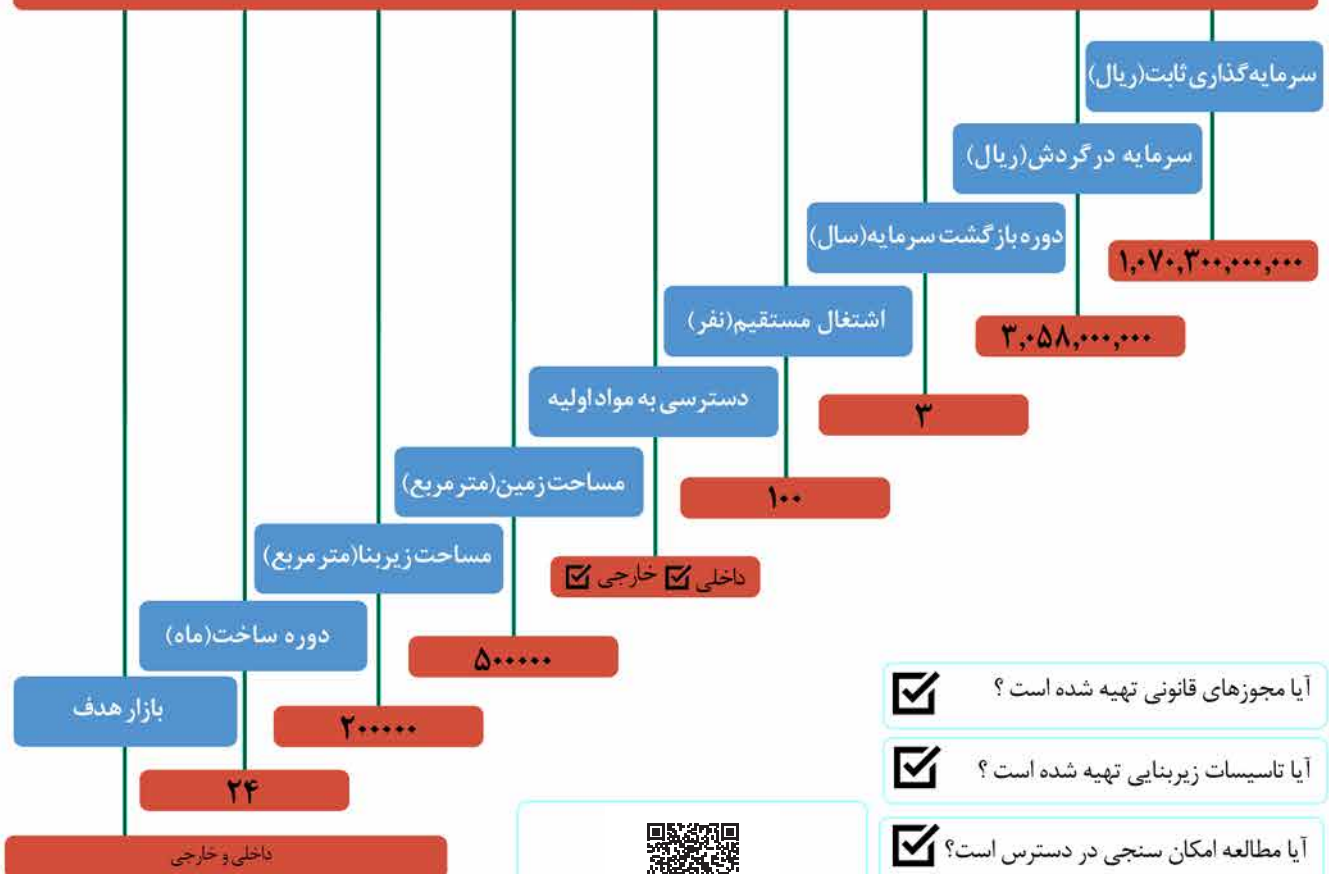 سرمایه‌گذاری ثابت(ریال)
۱,۰۷۰,۳۰۰,۰۰۰,۰۰۰
سرمایه در گردش(ریال)
۳,۰۵۸,۰۰۰,۰۰۰
دوره بازگشت سرمایه(سال)
۳
اشتغال مستقیم(نفر)
۱۰۰
دسترسی به مواد اولیه
داخلی ☑ خارجی ☑
مساحت زمین(متر مربع)
۵۰۰۰۰۰
مساحت زیربنا(متر مربع)
۲۰۰۰۰۰
دوره ساخت(ماه)
۲۴
بازار هدف
داخلی و خارجی
آیا مجوزهای قانونی تهیه شده است ؟ ☑
آیا تاسیسات زیربنایی تهیه شده است ؟ ☑
آیا مطالعه امکان سنجی در دسترس است؟ ☑